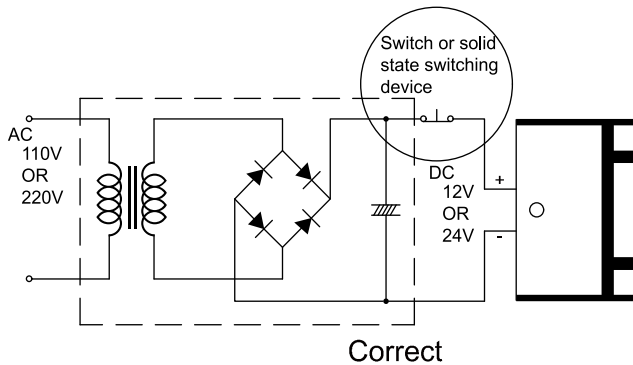 Switch or solid
state switching
device
AC
110V
OR
220V
DC
12V
OR
24V
+
-
Correct